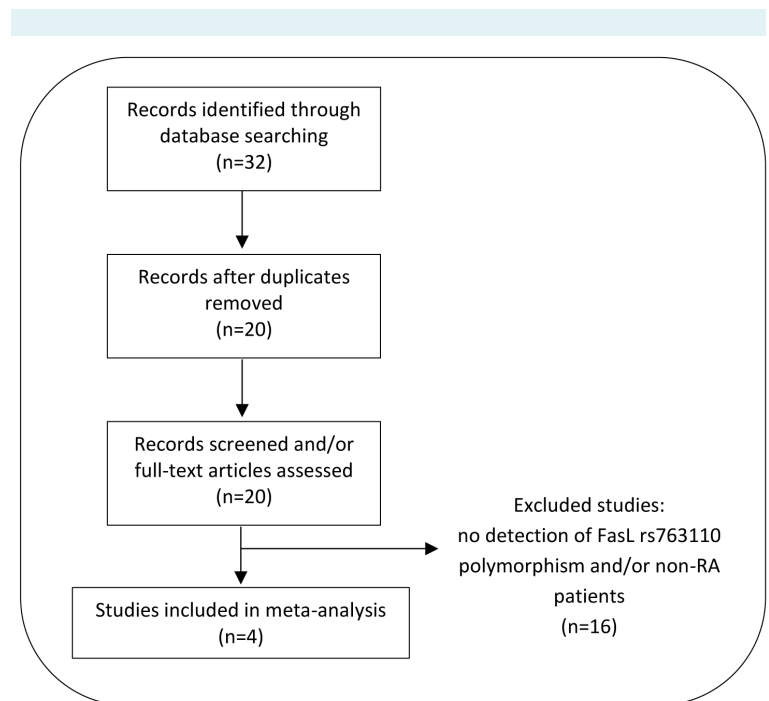 Records identified through
database searching
(n=32)
Records after duplicates
removed
(n=20)
Records screened and/or
full-text articles assessed
(n=20)
Excluded studies:
no detection of FasL rs763110
polymorphism and/or non-RA
patients
(n=16)
Studies included in meta-analysis
(n=4)